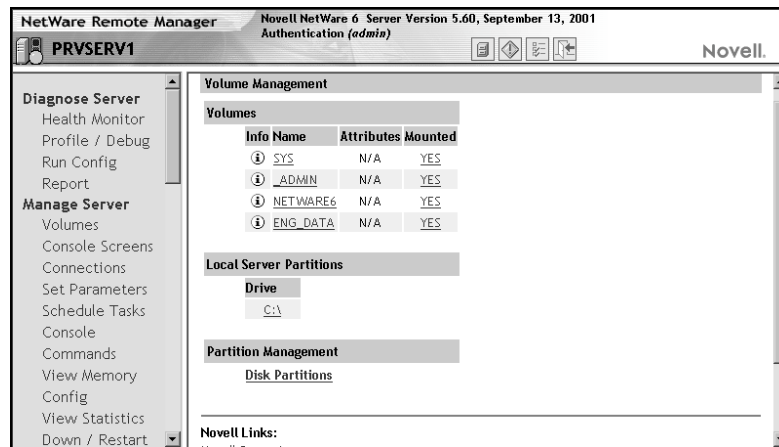 NetWare Remote Manager
Novell NetWare 6 Server Version 5.60, September 13, 2001
Authentication (admin)
PRVSERV1
Novell.
Diagnose Server
Health Monitor
Profile / Debug
Run Config
Report
Manage Server
Volumes
Console Screens
Connections
Set Parameters
Schedule Tasks
Console
Commands
View Memory
Config
View Statistics
Down / Restart
Volume Management
Volumes
Info Name Attributes Mounted
SYS N/A YES
_ADMIN N/A YES
NETWARE6 N/A YES
ENG_DATA N/A YES
Local Server Partitions
Drive
C:\
Partition Management
Disk Partitions
Novell Links: